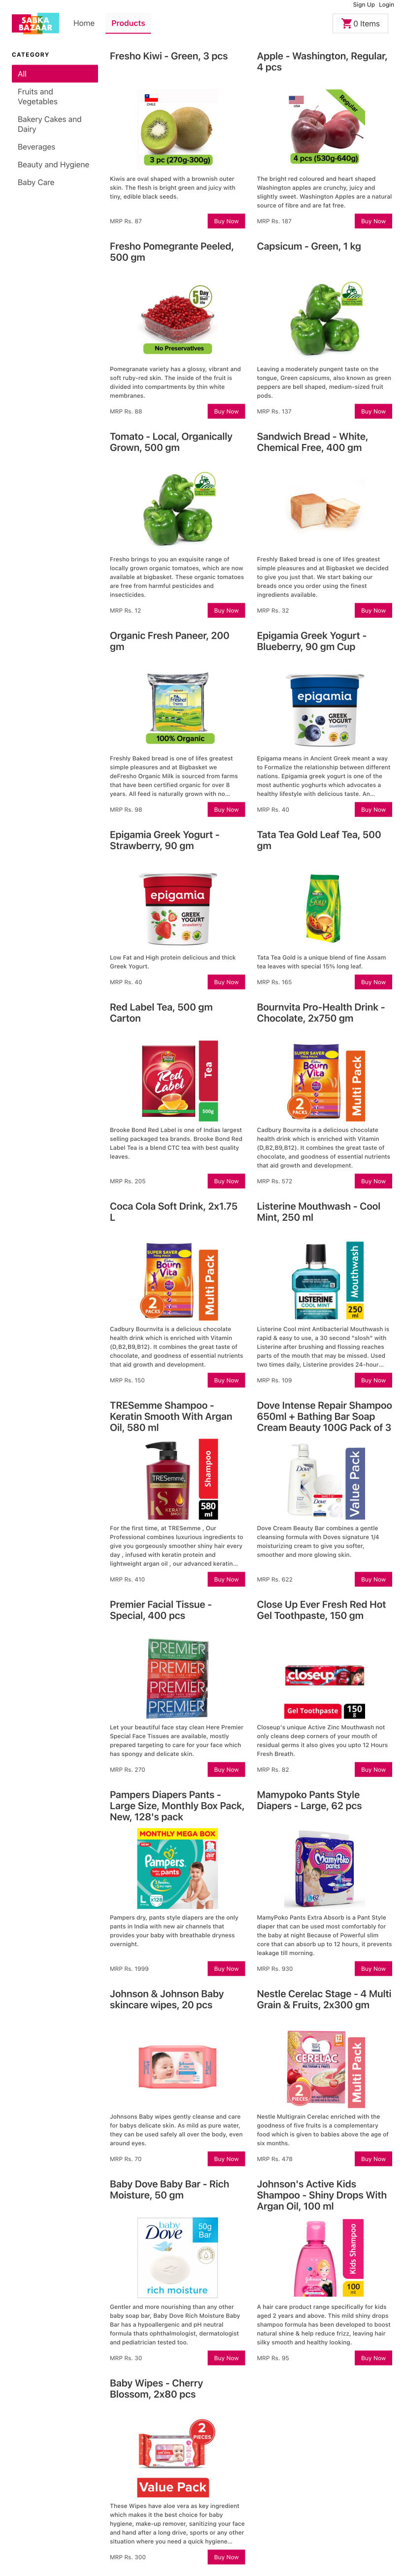 Sign Up Login
SABKA
BAZAAR
Home
Products
0 Items
CATEGORY
All
Fruits and
Vegetables
Bakery Cakes and
Dairy
Beverages
Beauty and Hygiene
Baby Care
Fresho Kiwi - Green, 3 pcs
CHILE
3 pc (270g-300g)
Kiwis are oval shaped with a brownish outer
skin. The flesh is bright green and juicy with
tiny, edible black seeds.
MRP Rs. 87
Buy Now
Apple - Washington, Regular,
4 pcs
USA
Regular
4 pcs (530g-640g)
The bright red coloured and heart shaped
Washington apples are crunchy, juicy and
slightly sweet. Washington Apples are a natural
source of fibre and are fat free.
MRP Rs. 187
Buy Now
Fresho Pomegrante Peeled,
500 gm
5 Day
No Preservatives
Pomegranate variety has a glossy, vibrant and
soft ruby-red skin. The inside of the fruit is
divided into compartments by thin white
membranes.
MRP Rs. 88
Buy Now
Capsicum - Green, 1 kg
Leaving a moderately pungent taste on the
tongue, Green capsicums, also known as green
peppers are bell shaped, medium-sized fruit
pods.
MRP Rs. 137
Buy Now
Tomato - Local, Organically
Grown, 500 gm
Fresho brings to you an exquisite range of
locally grown organic tomatoes, which are now
available at bigbasket. These organic tomatoes
are free from harmful pesticides and
insecticides.
MRP Rs. 12
Buy Now
Sandwich Bread - White,
Chemical Free, 400 gm
Freshly Baked bread is one of lifes greatest
simple pleasures and at Bigbasket we decided
to give you just that. We start baking our
breads once you order using the finest
ingredients available.
MRP Rs. 32
Buy Now
Organic Fresh Paneer, 200
gm
Fresho!
100% Organic
Freshly Baked bread is one of lifes greatest
simple pleasures and at Bigbasket we
deFresho Organic Milk is sourced from farms
that have been certified organic for over 8
years. All feed is naturally grown with no...
MRP Rs. 98
Buy Now
Epigamia Greek Yogurt -
Blueberry, 90 gm Cup
epigamia
GREEK
YOGURT
blueberry
Epigama means in Ancient Greek meant a way
to Formalize the relationship between different
nations. Epigamia greek yogurt is one of the
most authentic yoghurts which advocates a
healthy lifestyle with delicious taste. An...
MRP Rs. 40
Buy Now
Epigamia Greek Yogurt -
Strawberry, 90 gm
epigamia
GREEK
YOGURT
strawberry
Low Fat and High protein delicious and thick
Greek Yogurt.
MRP Rs. 40
Buy Now
Tata Tea Gold Leaf Tea, 500
gm
Gold
Tata Tea Gold is a unique blend of fine Assam
tea leaves with special 15% long leaf.
MRP Rs. 165
Buy Now
Red Label Tea, 500 gm
Carton
Red
Label
Tea
500g
Brooke Bond Red Label is one of Indias largest
selling packaged tea brands. Brooke Bond Red
Label Tea is a blend CTC tea with best quality
leaves.
MRP Rs. 205
Buy Now
Bournvita Pro-Health Drink -
Chocolate, 2x750 gm
SUPER SAVER
Bourn
Vita
2
PACKS
Multi Pack
Cadbury Bournvita is a delicious chocolate
health drink which is enriched with Vitamin
(D,B2,B9,B12). It combines the great taste of
chocolate, and goodness of essential nutrients
that aid growth and development.
MRP Rs. 572
Buy Now
Coca Cola Soft Drink, 2x1.75
L
SUPER SAVER
Bourn
Vita
2
PACKS
Multi Pack
Cadbury Bournvita is a delicious chocolate
health drink which is enriched with Vitamin
(D,B2,B9,B12). It combines the great taste of
chocolate, and goodness of essential nutrients
that aid growth and development.
MRP Rs. 150
Buy Now
Listerine Mouthwash - Cool
Mint, 250 ml
LISTERINE
COOL MINT
Mouthwash
250
ml
Listerine Cool mint Antibacterial Mouthwash is
rapid & easy to use, a 30 second "slosh" with
Listerine after brushing and flossing reaches
parts of the mouth that may be missed. Used
two times daily, Listerine provides 24-hour...
MRP Rs. 109
Buy Now
TRESemme Shampoo -
Keratin Smooth With Argan
Oil, 580 ml
TRESemmé
KERATIN
Shampoo
580
ml
For the first time, at TRESemme , Our
Professional combines luxurious ingredients to
give you gorgeously smoother shiny hair every
day , infused with keratin protein and
lightweight argan oil , our advanced keratin...
MRP Rs. 410
Buy Now
Dove Intense Repair Shampoo
650ml + Bathing Bar Soap
Cream Beauty 100G Pack of 3
Dove
Dove
Value Pack
Dove Cream Beauty Bar combines a gentle
cleansing formula with Doves signature 1/4
moisturizing cream to give you softer,
smoother and more glowing skin.
MRP Rs. 622
Buy Now
Premier Facial Tissue -
Special, 400 pcs
PREMIER
PREMIER
PREMIER
PREMIER
Let your beautiful face stay clean Here Premier
Special Face Tissues are available, mostly
prepared targeting to care for your face which
has spongy and delicate skin.
MRP Rs. 270
Buy Now
Close Up Ever Fresh Red Hot
Gel Toothpaste, 150 gm
closeup
Gel Toothpaste
150
g
Closeup's unique Active Zinc Mouthwash not
only cleans deep corners of your mouth of
residual germs it also gives you upto 12 Hours
Fresh Breath.
MRP Rs. 82
Buy Now
Pampers Diapers Pants -
Large Size, Monthly Box Pack,
New, 128's pack
MONTHLY MEGA BOX
Pampers
pants
L
x128
Pampers dry, pants style diapers are the only
pants in India with new air channels that
provides your baby with breathable dryness
overnight.
MRP Rs. 1999
Buy Now
Mamypoko Pants Style
Diapers - Large, 62 pcs
MamyPoko
pants
62
MamyPoko Pants Extra Absorb is a Pant Style
diaper that can be used most comfortably for
the baby at night Because of Powerful slim
core that can absorb up to 12 hours, it prevents
leakage till morning.
MRP Rs. 930
Buy Now
Johnson & Johnson Baby
skincare wipes, 20 pcs
Johnsons Baby wipes gently cleanse and care
for babys delicate skin. As mild as pure water,
they can be used safely all over the body, even
around eyes.
MRP Rs. 70
Buy Now
Nestle Cerelac Stage - 4 Multi
Grain & Fruits, 2x300 gm
CERELAC
2
PIECES
Multi Pack
Nestle Multigrain Cerelac enriched with the
goodness of five fruits is a complementary
food which is given to babies above the age of
six months.
MRP Rs. 478
Buy Now
Baby Dove Baby Bar - Rich
Moisture, 50 gm
baby
Dove
50g
Bar
rich moisture
Gentler and more nourishing than any other
baby soap bar, Baby Dove Rich Moisture Baby
Bar has a hypoallergenic and pH neutral
formula thats ophthalmologist, dermatologist
and pediatrician tested too.
MRP Rs. 30
Buy Now
Johnson's Active Kids
Shampoo - Shiny Drops With
Argan Oil, 100 ml
Kids Shampoo
100
ml
A hair care product range specifically for kids
aged 2 years and above. This mild shiny drops
shampoo formula has been developed to boost
natural shine & help reduce frizz, leaving hair
silky smooth and healthy looking.
MRP Rs. 95
Buy Now
Baby Wipes - Cherry
Blossom, 2x80 pcs
2
PIECES
Value Pack
These Wipes have aloe vera as key ingredient
which makes it the best choice for baby
hygiene, make-up remover, sanitizing your face
and hand after a long drive, sports or any other
situation where you need a quick hygiene...
MRP Rs. 300
Buy Now